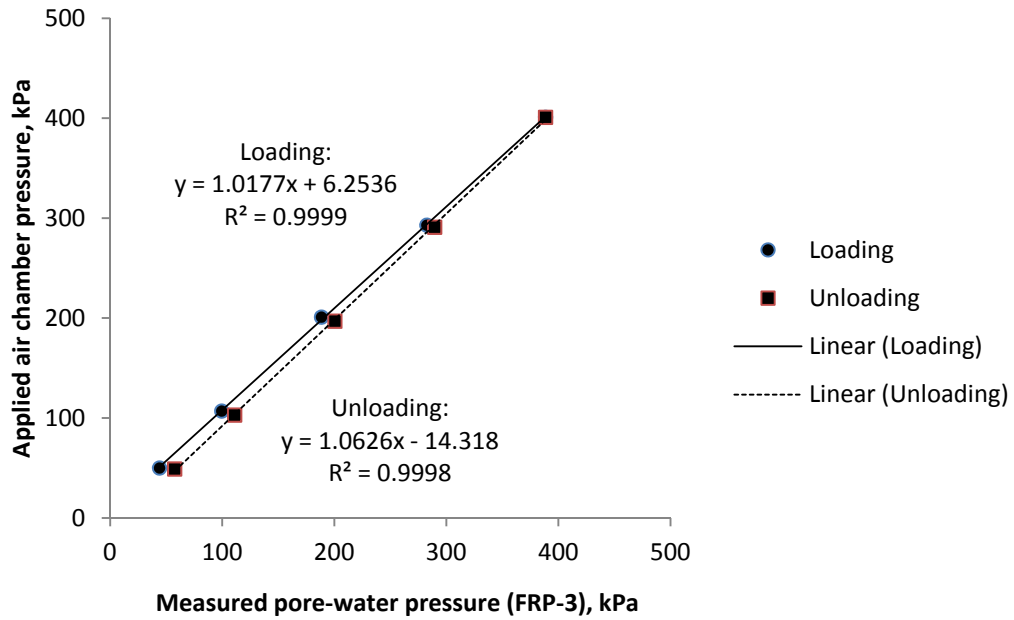 500
400
300
200
100
0
Applied air chamber pressure, kPa
Loading:
y = 1.0177x + 6.2536
R² = 0.9999
Unloading:
y = 1.0626x - 14.318
R² = 0.9998
0 100 200 300 400 500
Measured pore-water pressure (FRP-3), kPa
Loading
Unloading
Linear (Loading)
Linear (Unloading)